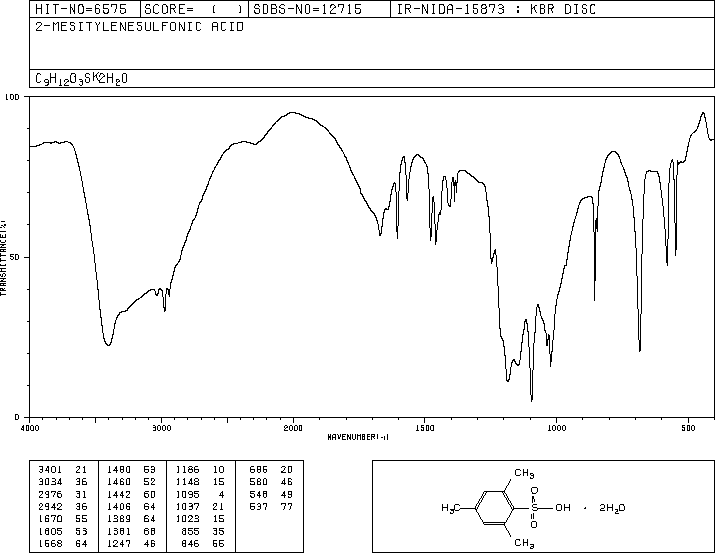 HIT-NO=6575 SCORE= ( ) SDBS-NO=12715 IR-NIDA-15873 : KBR DISC
2-MESITYLENESULFONIC ACID
C9H12O3S*2H2O
100
50
0
TRANSMITTANCE(%)
4000 3000 2000 1500 1000 500
WAVENUMBER(-1)
3401 21 1480 53 1186 10 686 20
3034 36 1460 52 1148 15 580 46
2976 31 1442 60 1095 4 548 49
2942 36 1406 64 1037 21 537 77
1670 55 1389 64 1023 15
1605 53 1381 68 855 35
1568 64 1247 46 846 55
CH3
O
CH3 S OH · 2H2O
O
CH3